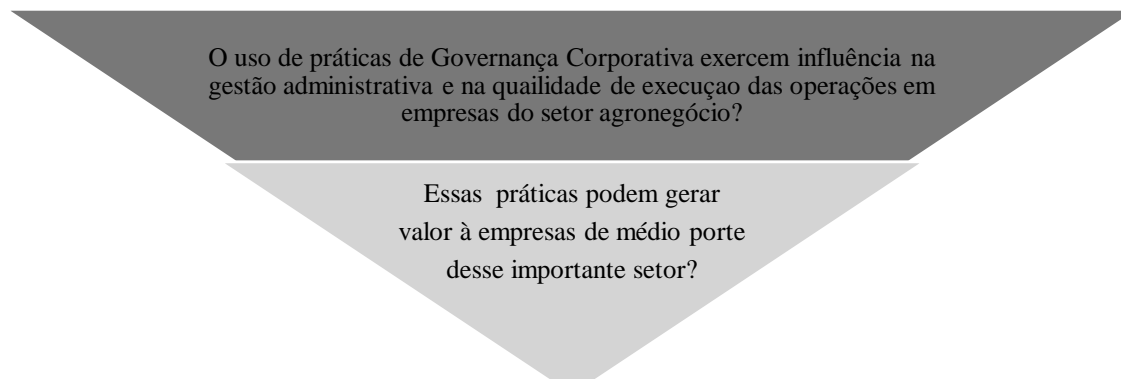 O uso de práticas de Governança Corporativa exercem influência na
gestão administrativa e na quailidade de execuçao das operações em
empresas do setor agronegócio?
Essas práticas podem gerar
valor à empresas de médio porte
desse importante setor?